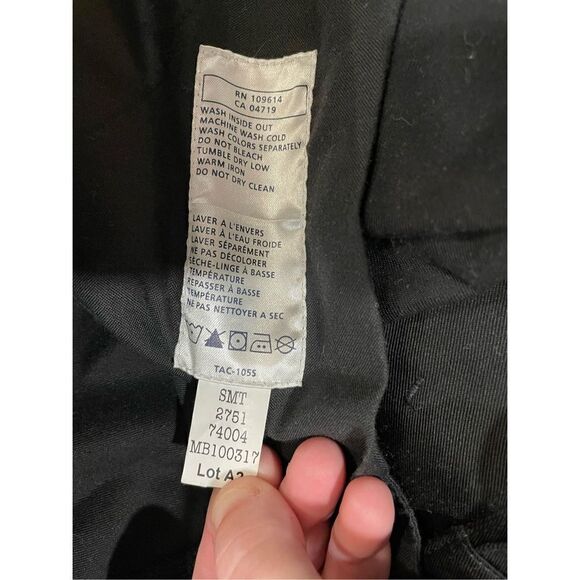 RN 109614
CA 04719
WASH INSIDE OUT
MACHINE WASH COLD
WASH COLORS SEPARATELY
DO NOT BLEACH
TUMBLE DRY LOW
WARM IRON
DO NOT DRY CLEAN
LAVER À L'ENVERS
LAVER À L'EAU FROIDE
LAVER SÉPARÉMENT
NE PAS DÉCOLORER
SÈCHE-LINGE À BASSE
TEMPÉRATURE
REPASSER À BASSE
TEMPÉRATURE
NE PAS NETTOYER A SEC
TAC-1055
SMT
2751
74004
MB100317
Lot